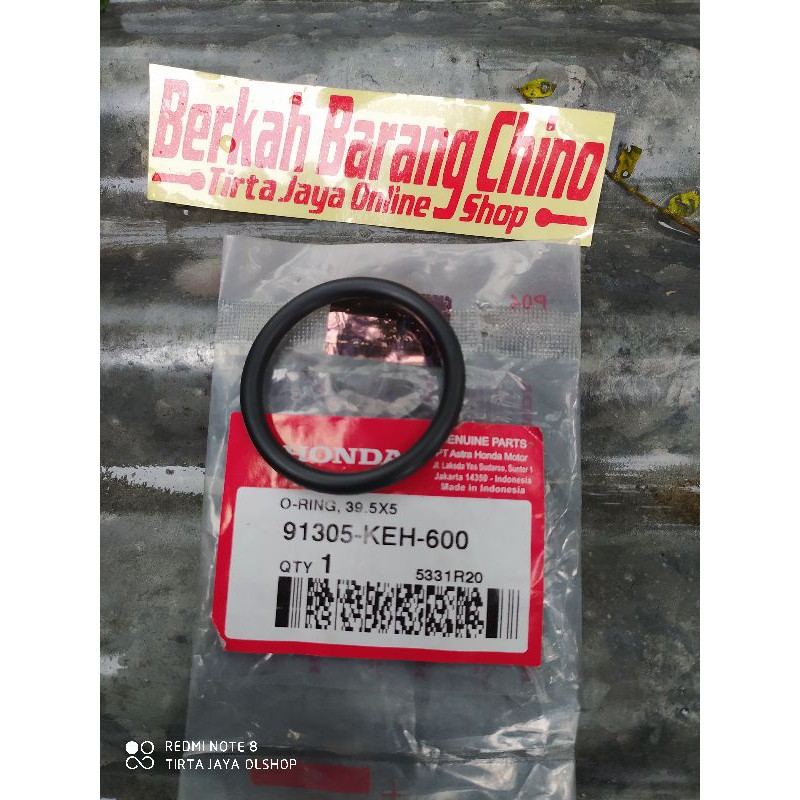 Berkah Barang Chino
Tirta Jaya Online Shop
P04
HONDA
GENUINE PARTS
PT Astra Honda Motor
Jl. Laksda Yos Sudarso, Sunter 1
Jakarta 14350 - Indonesia
Made in Indonesia
O-RING, 39.5X5
91305-KEH-600
QTY 1
5331R20
REDMI NOTE 8
TIRTA JAYA OLSHOP